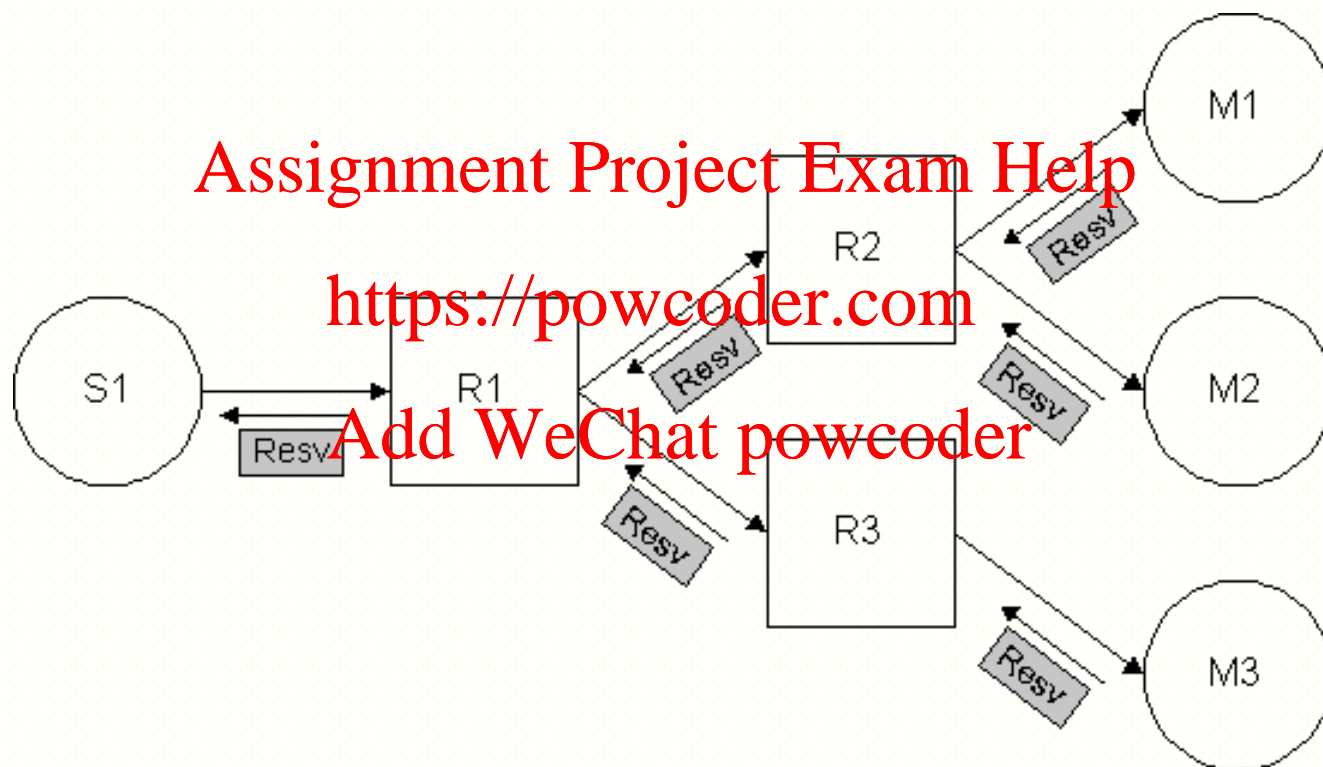 M1
Assignment Project Exam Help
R2
Resv
https://powcoder.com
Resv
Resv
S1
R1
M2
Add WeChat powcoder
Resv
Resv
R3
Resv
M3